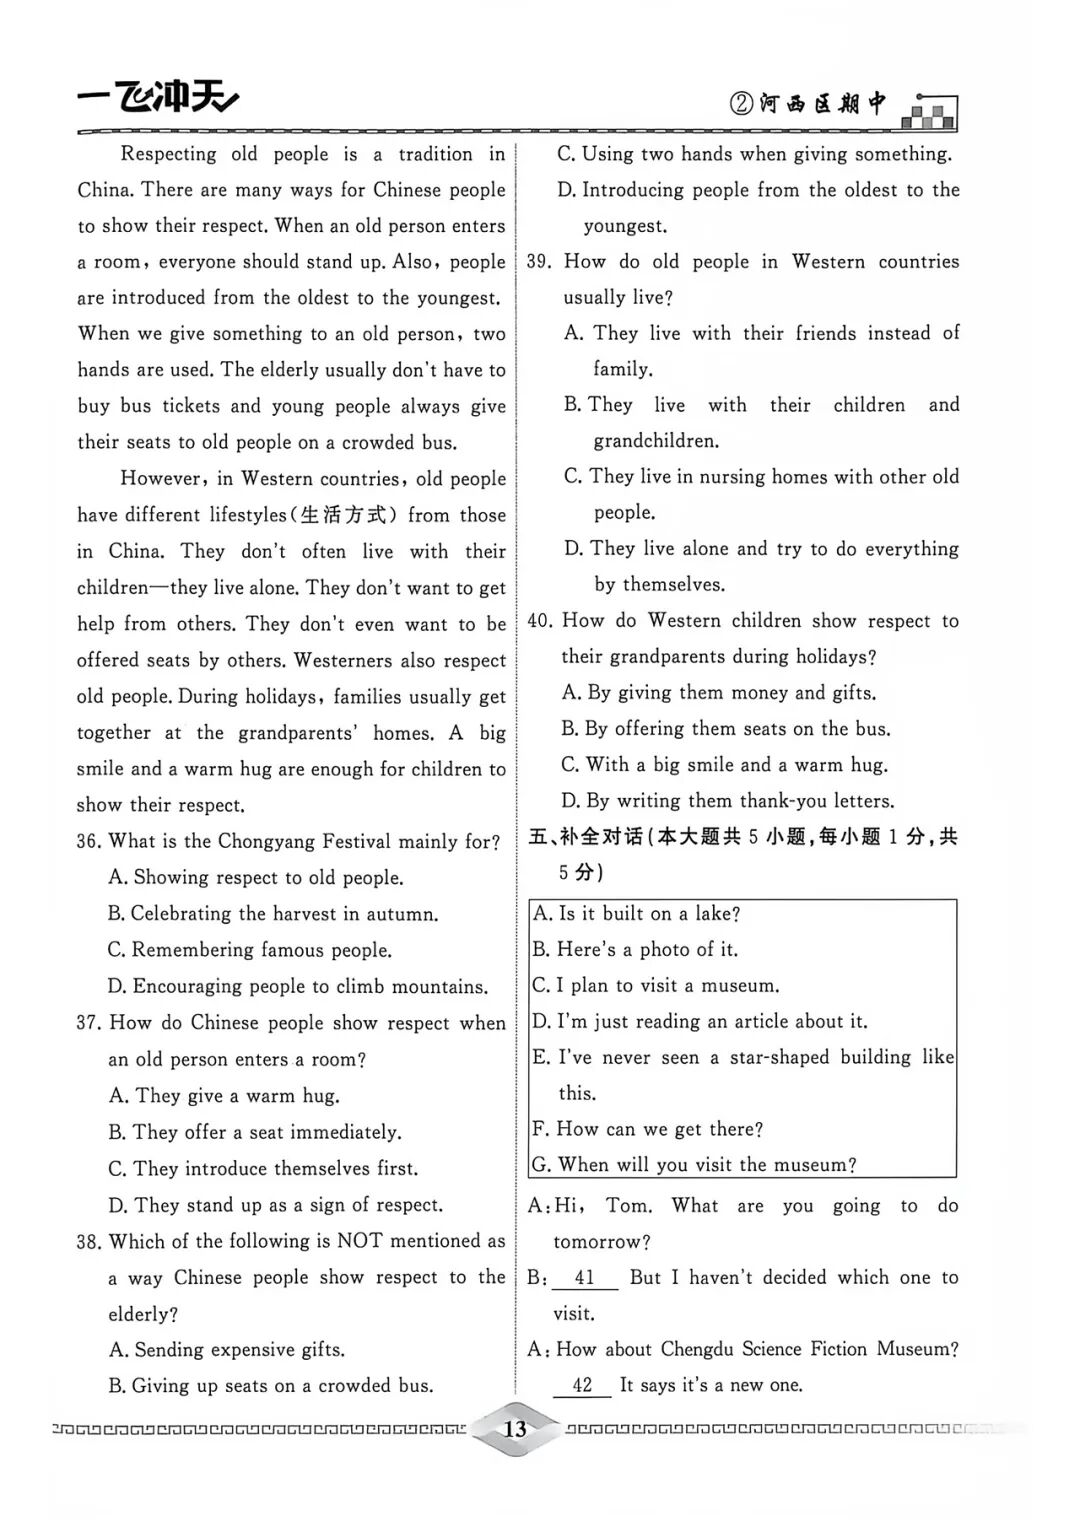 一飞冲天
②河西区期中
Respecting old people is a tradition in
China. There are many ways for Chinese people
to show their respect. When an old person enters
a room, everyone should stand up. Also, people
are introduced from the oldest to the youngest.
When we give something to an old person, two
hands are used. The elderly usually don't have to
buy bus tickets and young people always give
their seats to old people on a crowded bus.
However, in Western countries, old people
have different lifestyles(生活方式) from those
in China. They don't often live with their
children—they live alone. They don't want to get
help from others. They don't even want to be
offered seats by others. Westerners also respect
old people. During holidays, families usually get
together at the grandparents' homes. A big
smile and a warm hug are enough for children to
show their respect.
36. What is the Chongyang Festival mainly for?
A. Showing respect to old people.
B. Celebrating the harvest in autumn.
C. Remembering famous people.
D. Encouraging people to climb mountains.
37. How do Chinese people show respect when
an old person enters a room?
A. They give a warm hug.
B. They offer a seat immediately.
C. They introduce themselves first.
D. They stand up as a sign of respect.
38. Which of the following is NOT mentioned as
a way Chinese people show respect to the
elderly?
A. Sending expensive gifts.
B. Giving up seats on a crowded bus.
C. Using two hands when giving something.
D. Introducing people from the oldest to the
youngest.
39. How do old people in Western countries
usually live?
A. They live with their friends instead of
family.
B. They live with their children and
grandchildren.
C. They live in nursing homes with other old
people.
D. They live alone and try to do everything
by themselves.
40. How do Western children show respect to
their grandparents during holidays?
A. By giving them money and gifts.
B. By offering them seats on the bus.
C. With a big smile and a warm hug.
D. By writing them thank-you letters.
五、补全对话(本大题共5小题,每小题1分,共
5分)
A. Is it built on a lake?
B. Here's a photo of it.
C. I plan to visit a museum.
D. I'm just reading an article about it.
E. I've never seen a star-shaped building like
this.
F. How can we get there?
G. When will you visit the museum?
A: Hi, Tom. What are you going to do
tomorrow?
B: 41 But I haven't decided which one to
visit.
A: How about Chengdu Science Fiction Museum?
42 It says it's a new one.
13